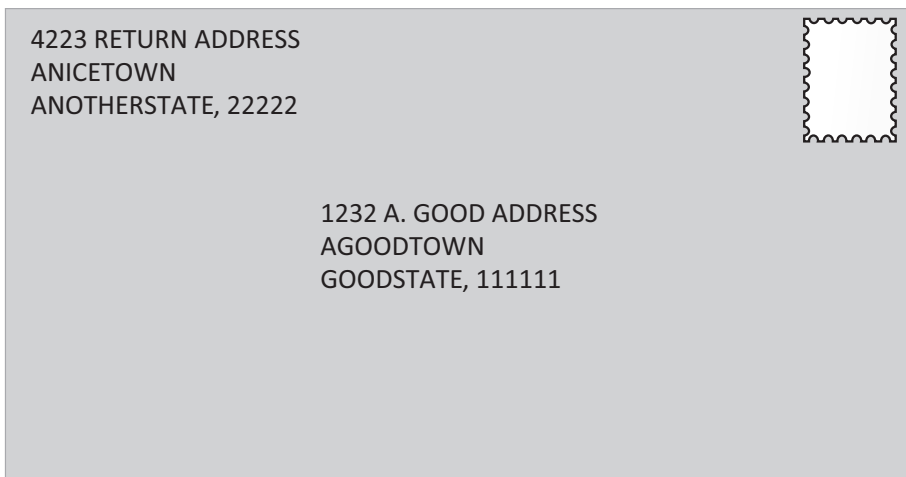 4223 RETURN ADDRESS
ANICETOWN
ANOTHERSTATE, 22222
1232 A. GOOD ADDRESS
AGOODTOWN
GOODSTATE, 111111